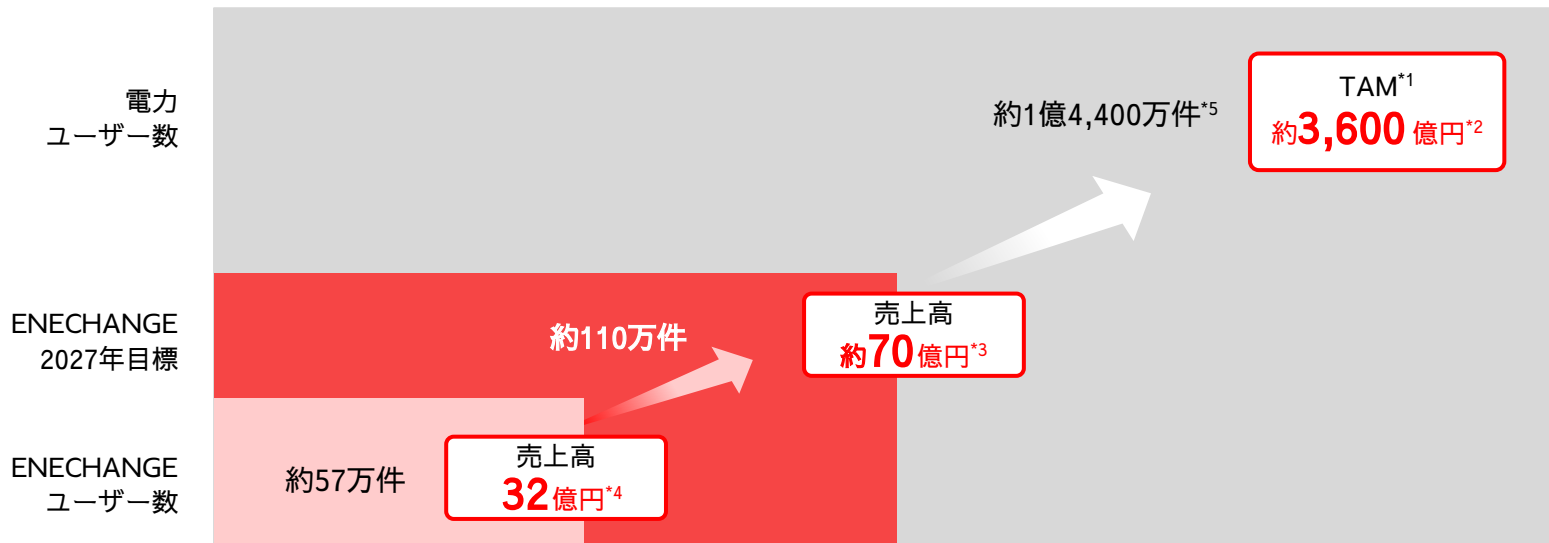 電力
ユーザー数
約1億4,400万件*5
TAM*1
約3,600億円*2
ENECHANGE
2027年目標
約110万件
売上高
約70億円*3
ENECHANGE
ユーザー数
約57万件
売上高
32億円*4